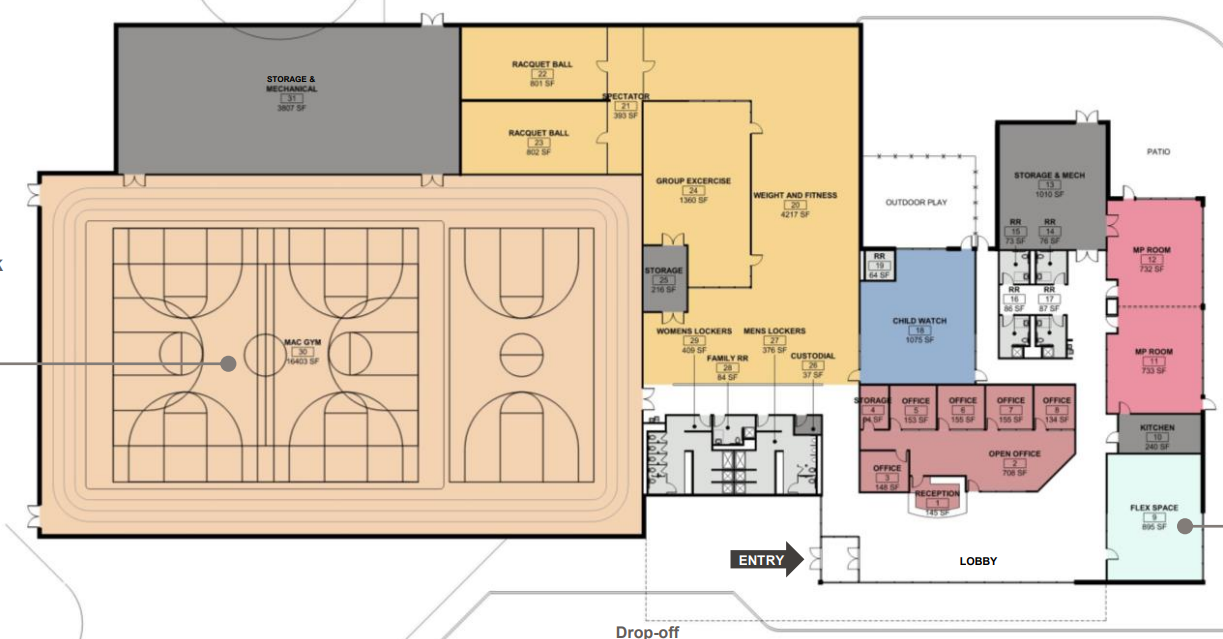 STORAGE &
MECHANICAL
31
3807 SF
RACQUET BALL
22
801 SF
SPECTATOR
21
393 SF
RACQUET BALL
23
802 SF
GROUP EXCERCISE
24
1360 SF
WEIGHT AND FITNESS
20
4217 SF
OUTDOOR PLAY
STORAGE & MECH
13
1010 SF
PATIO
RR
15
73 SF
RR
14
76 SF
MP ROOM
12
732 SF
RR
19
64 SF
STORAGE
25
216 SF
RR
16
86 SF
RR
17
87 SF
CHILD WATCH
18
1075 SF
MAC GYM
30
16403 SF
WOMENS LOCKERS
29
409 SF
MENS LOCKERS
27
376 SF
FAMILY RR
28
84 SF
CUSTODIAL
26
37 SF
MP ROOM
11
733 SF
STORAGE
4
94 SF
OFFICE
5
153 SF
OFFICE
6
155 SF
OFFICE
7
155 SF
OFFICE
8
134 SF
KITCHEN
10
240 SF
OPEN OFFICE
2
708 SF
OFFICE
3
148 SF
RECEPTION
1
145 SF
FLEX SPACE
9
895 SF
ENTRY
LOBBY
Drop-off